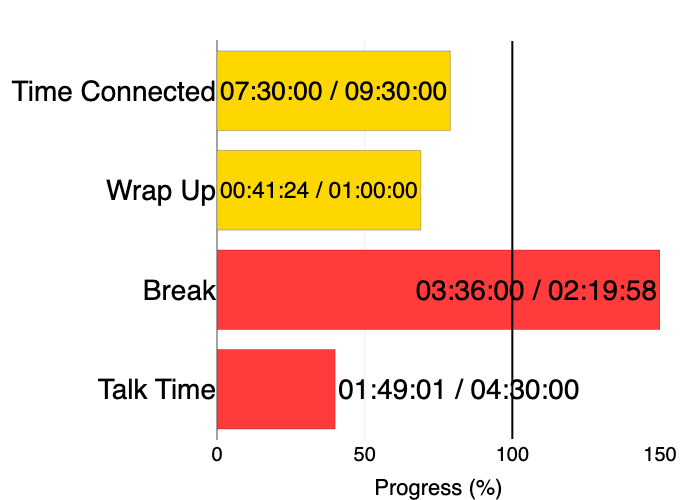 Time Connected 07:30:00 / 09:30:00
Wrap Up 00:41:24 / 01:00:00
Break 03:36:00 / 02:19:58
Talk Time 01:49:01 / 04:30:00
0 50 100 150
Progress (%)